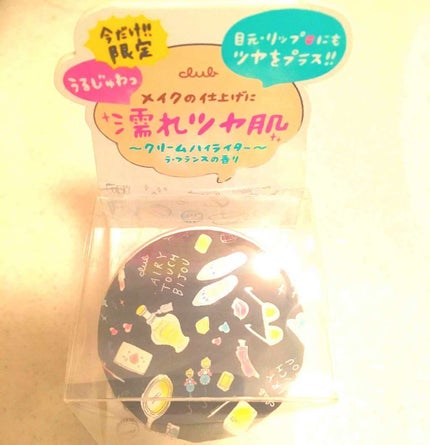 今だけ!!
限定
うるじゅわっ
目元・リップにも
ツヤをプラス!!
club
メイクの仕上げに
濡れツヤ肌
～クリームハイライター～
ラ・フランスの香り
club
AIRY
TOUCH
BIJOU